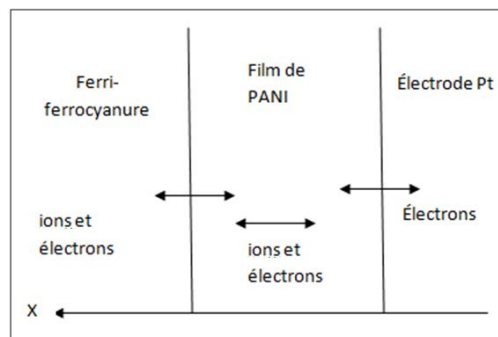 Ferri-
ferrocyanure
Film de
PANI
Électrode Pt
ions et
électrons
ions et
électrons
Électrons
X